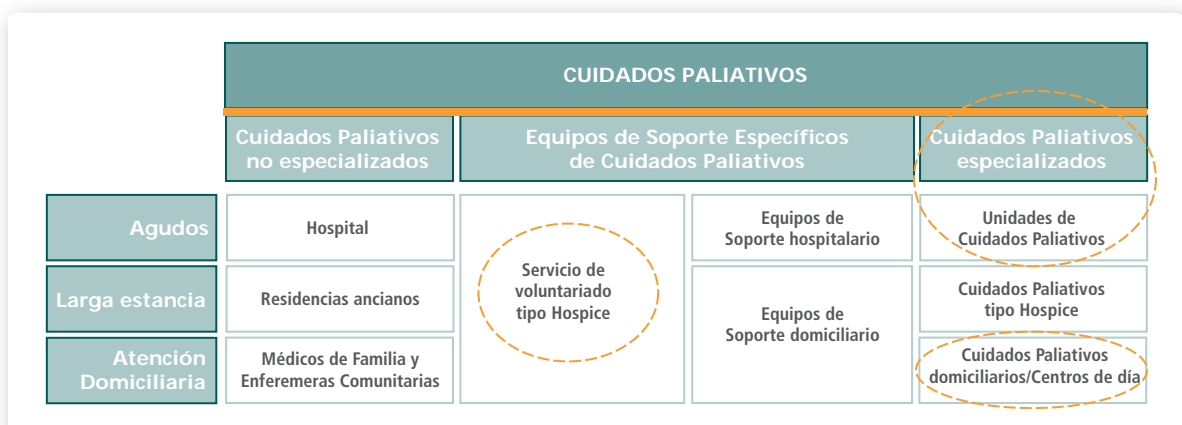 CUIDADOS PALIATIVOS
Cuidados Paliativos
no especializados
Equipos de Soporte Específicos
de Cuidados Paliativos
Cuidados Paliativos
especializados
Agudos
Hospital
Servicio de
voluntariado
tipo Hospice
Equipos de
Soporte hospitalario
Unidades de
Cuidados Paliativos
Larga estancia
Residencias ancianos
Equipos de
Soporte domiciliario
Cuidados Paliativos
tipo Hospice
Atención
Domiciliaria
Médicos de Familia y
Enferemeras Comunitarias
Cuidados Paliativos
domiciliarios/Centros de día